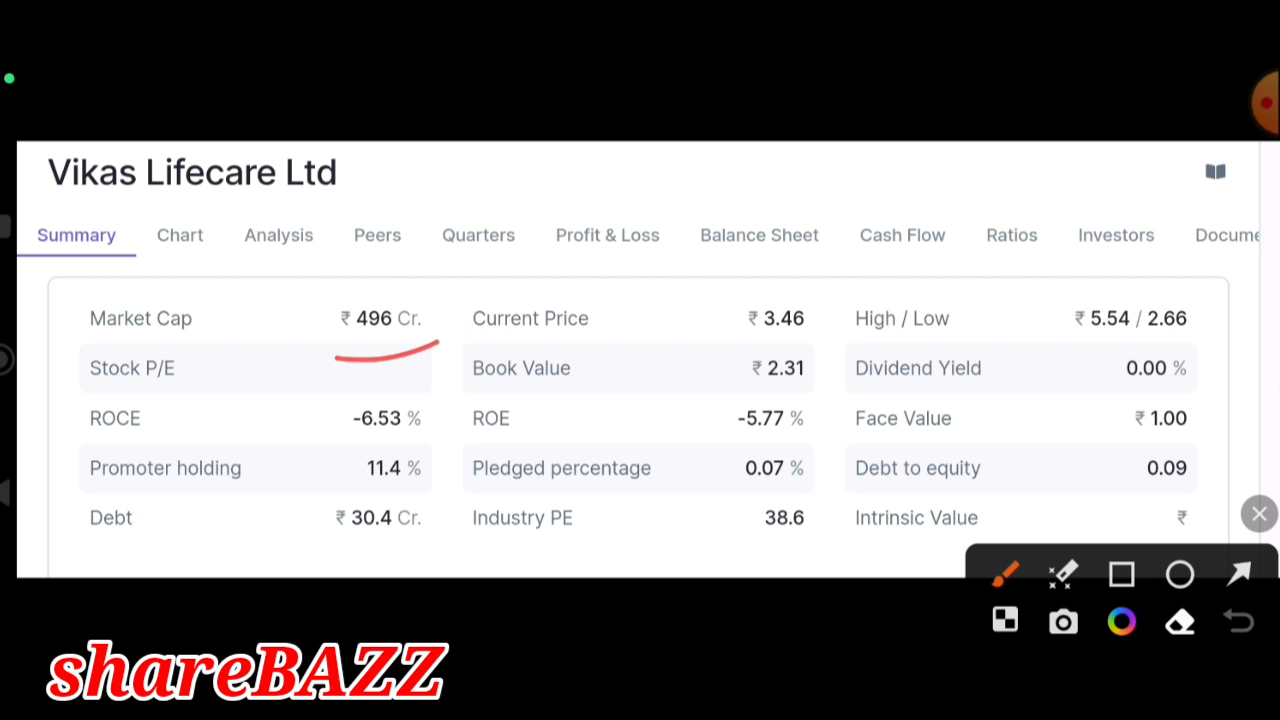 Vikas Lifecare Ltd
Summary Chart Analysis Peers Quarters Profit & Loss Balance Sheet Cash Flow Ratios Investors Docume
Market Cap ₹ 496 Cr. Current Price ₹ 3.46 High / Low ₹ 5.54 / 2.66
Stock P/E Book Value ₹ 2.31 Dividend Yield 0.00 %
ROCE -6.53 % ROE -5.77 % Face Value ₹ 1.00
Promoter holding 11.4 % Pledged percentage 0.07 % Debt to equity 0.09
Debt ₹ 30.4 Cr. Industry PE 38.6 Intrinsic Value ₹
shareBAZZ